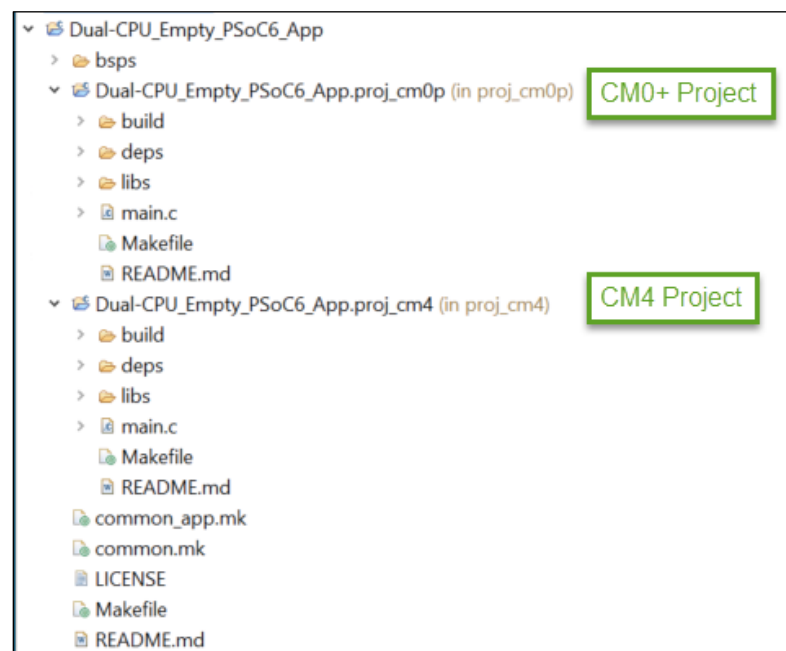 Dual-CPU_Empty_PSoC6_App
bsps
Dual-CPU_Empty_PSoC6_App.proj_cm0p (in proj_cm0p) CM0+ Project
build
deps
libs
main.c
Makefile
README.md
Dual-CPU_Empty_PSoC6_App.proj_cm4 (in proj_cm4) CM4 Project
build
deps
libs
main.c
Makefile
README.md
common_app.mk
common.mk
LICENSE
Makefile
README.md